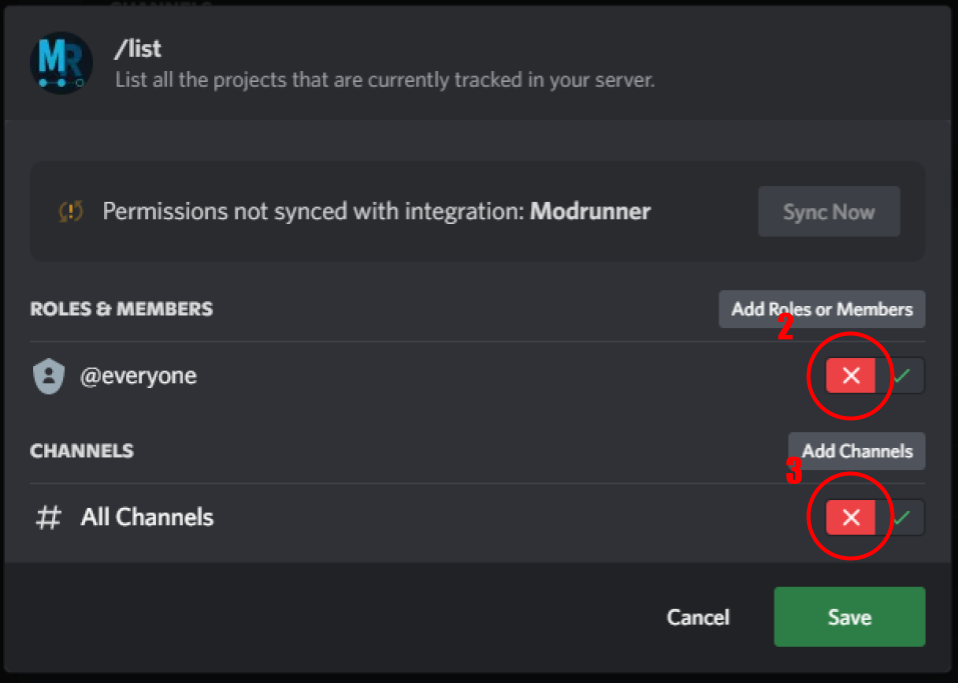 CHANNELS
MR
/list
List all the projects that are currently tracked in your server.
Permissions not synced with integration: Modrunner
Sync Now
ROLES & MEMBERS
Add Roles or Members
2
@everyone
CHANNELS
Add Channels
3
All Channels
Cancel
Save